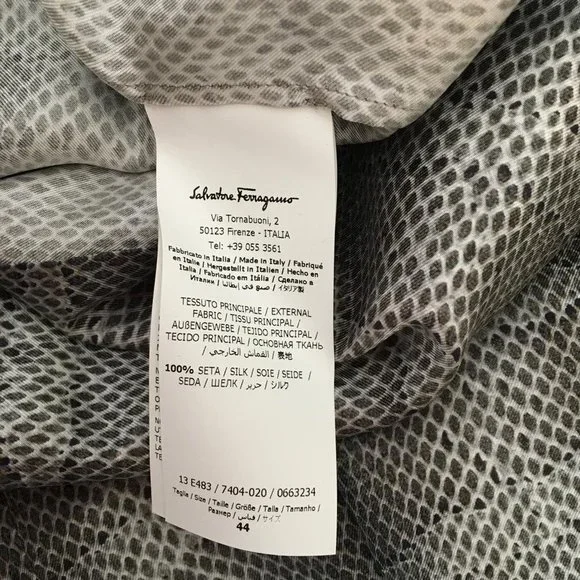 Salvatore Ferragamo
Via Tornabuoni, 2
50123 Firenze - ITALIA
Tel: +39 055 3561
Fabbricato in Italia / Made in Italy / Fabriqué
en Italie / Hergestellt in Italien / Hecho en
Italia / Fabricado em Itália / Сделано в
Италии / صنع في إيطاليا / イタリア製
TESSUTO PRINCIPALE / EXTERNAL
FABRIC / TISSU PRINCIPAL /
AUßENGEWEBE / TEJIDO PRINCIPAL /
TECIDO PRINCIPAL / ОСНОВНАЯ ТКАНЬ
/ القماش الخارجي / 表地
100% SETA / SILK / SOIE / SEIDE /
SEDA / ШЕЛК / حرير / シルク
13 E483 / 7404-020 / 0663234
Teglia / Size / Taille / Größe / Talla / Tamanho /
Размер / قياس / サイズ
44